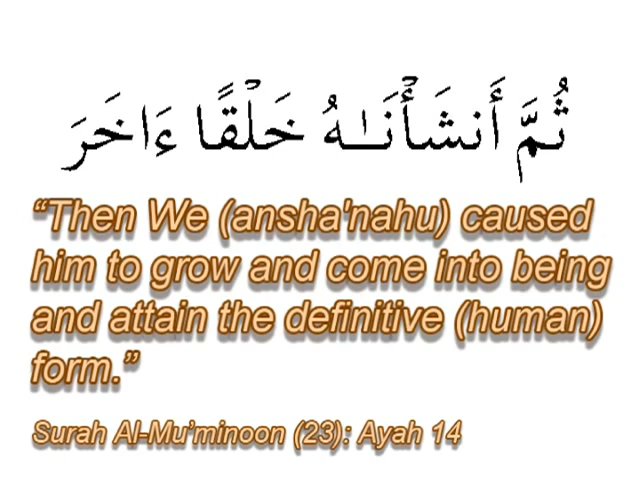 ثُمَّ أَنشَأْنَـٰهُ خَلْقًا ءَاخَرَ
“Then We (ansha'nahu) caused
him to grow and come into being
and attain the definitive (human)
form.”
Surah Al-Mu’minoon (23): Ayah 14